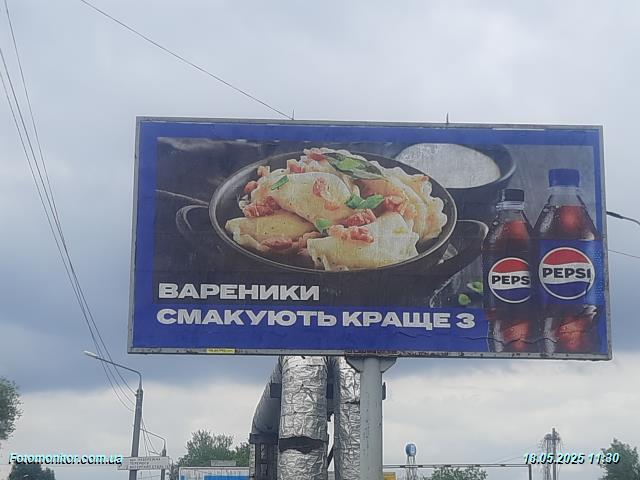 ВАРЕНИКИ
СМАКУЮТЬ КРАЩЕ З
PEPSI
PEPSI
Fotomonitor.com.ua
18.05.2025 11:30